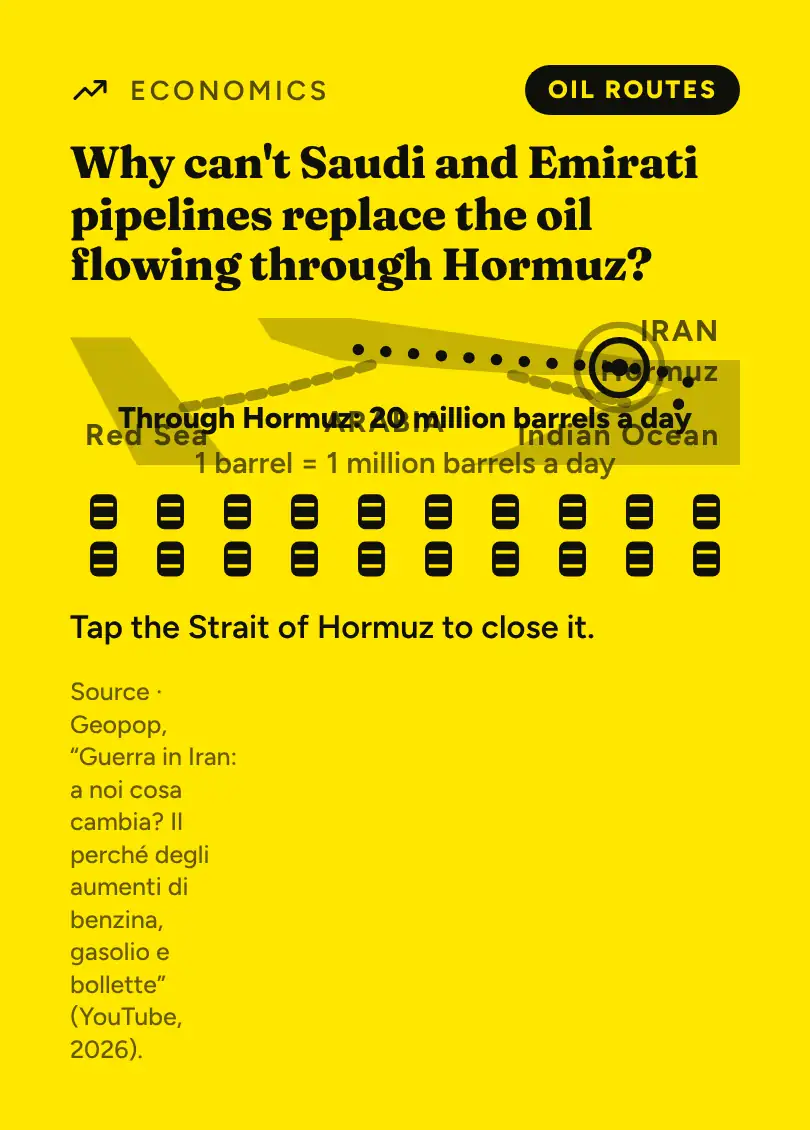 ECONOMICS
OIL ROUTES
Why can't Saudi and Emirati
pipelines replace the oil
flowing through Hormuz?
IRAN
Hormuz
Through Hormuz: 20 million barrels a day
Red Sea
ARABIA
Indian Ocean
1 barrel = 1 million barrels a day
Tap the Strait of Hormuz to close it.
Source ·
Geopop,
“Guerra in Iran:
a noi cosa
cambia? Il
perché degli
aumenti di
benzina,
gasolio e
bollette”
(YouTube,
2026).